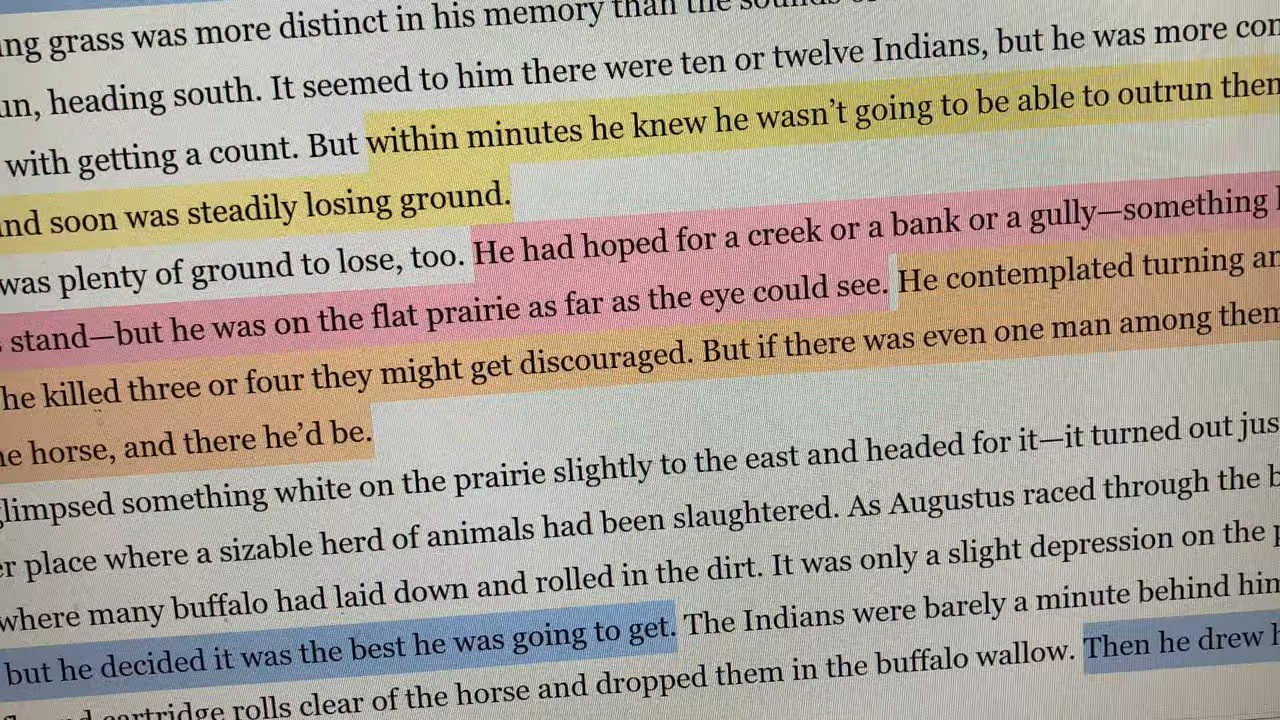 ing grass was more distinct in his memory than the sounds
un, heading south. It seemed to him there were ten or twelve Indians, but he was more con
with getting a count. But within minutes he knew he wasn’t going to be able to outrun them
nd soon was steadily losing ground.
was plenty of ground to lose, too. He had hoped for a creek or a bank or a gully—something
stand—but he was on the flat prairie as far as the eye could see. He contemplated turning ar
he killed three or four they might get discouraged. But if there was even one man among them
e horse, and there he’d be.
glimpsed something white on the prairie slightly to the east and headed for it—it turned out jus
er place where a sizable herd of animals had been slaughtered. As Augustus raced through the b
where many buffalo had laid down and rolled in the dirt. It was only a slight depression on the p
but he decided it was the best he was going to get. The Indians were barely a minute behind him
cartridge rolls clear of the horse and dropped them in the buffalo wallow. Then he drew h